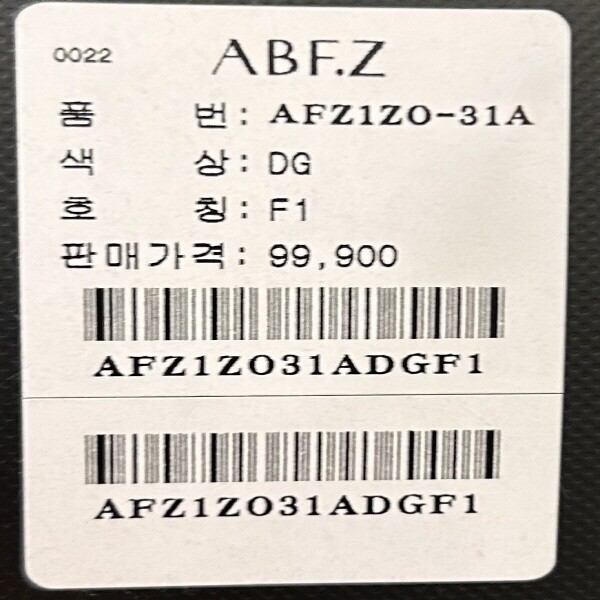 0022 ABF.Z
품 번: AFZ1ZO-31A
색 상: DG
호 칭: F1
판매가격: 99,900
AFZ1ZO31ADGF1
AFZ1ZO31ADGF1